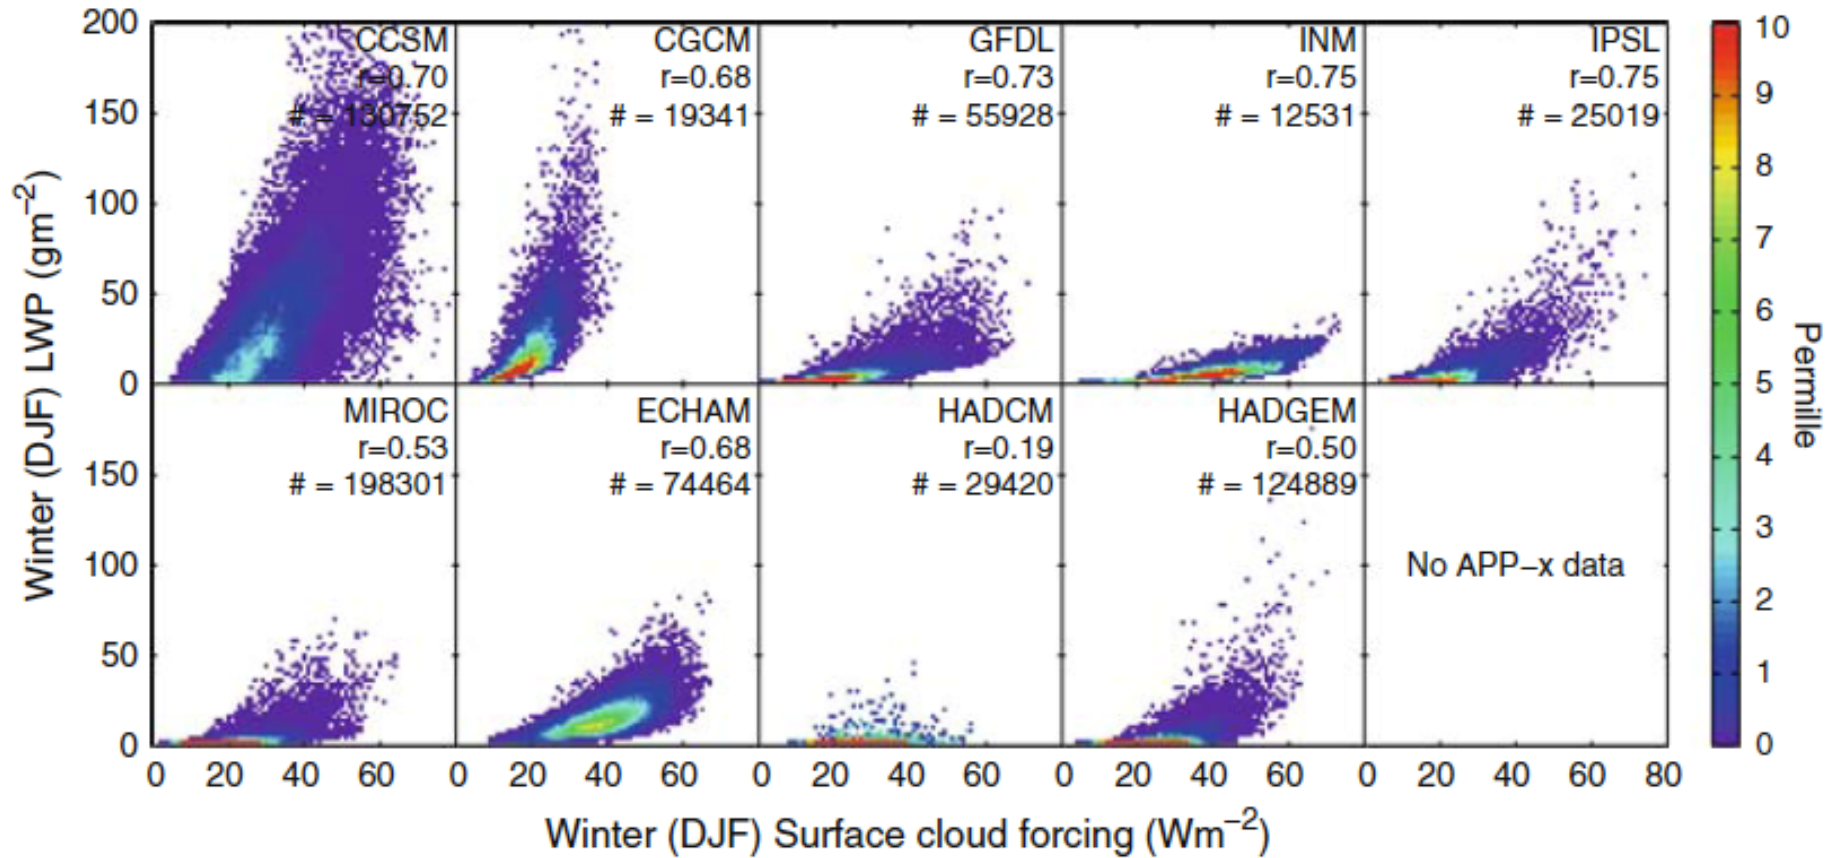 Winter (DJF) LWP (gm−2)
200
150
100
50
0
150
100
50
0
CCSM
r=0.70
# = 130752
CGCM
r=0.68
# = 19341
GFDL
r=0.73
# = 55928
INM
r=0.75
# = 12531
IPSL
r=0.75
# = 25019
MIROC
r=0.53
# = 198301
ECHAM
r=0.68
# = 74464
HADCM
r=0.19
# = 29420
HADGEM
r=0.50
# = 124889
No APP−x data
0 20 40 60 0 20 40 60 0 20 40 60 0 20 40 60 0 20 40 60 80
Winter (DJF) Surface cloud forcing (Wm−2)
10
9
8
7
6
5
4
3
2
1
0
Permille